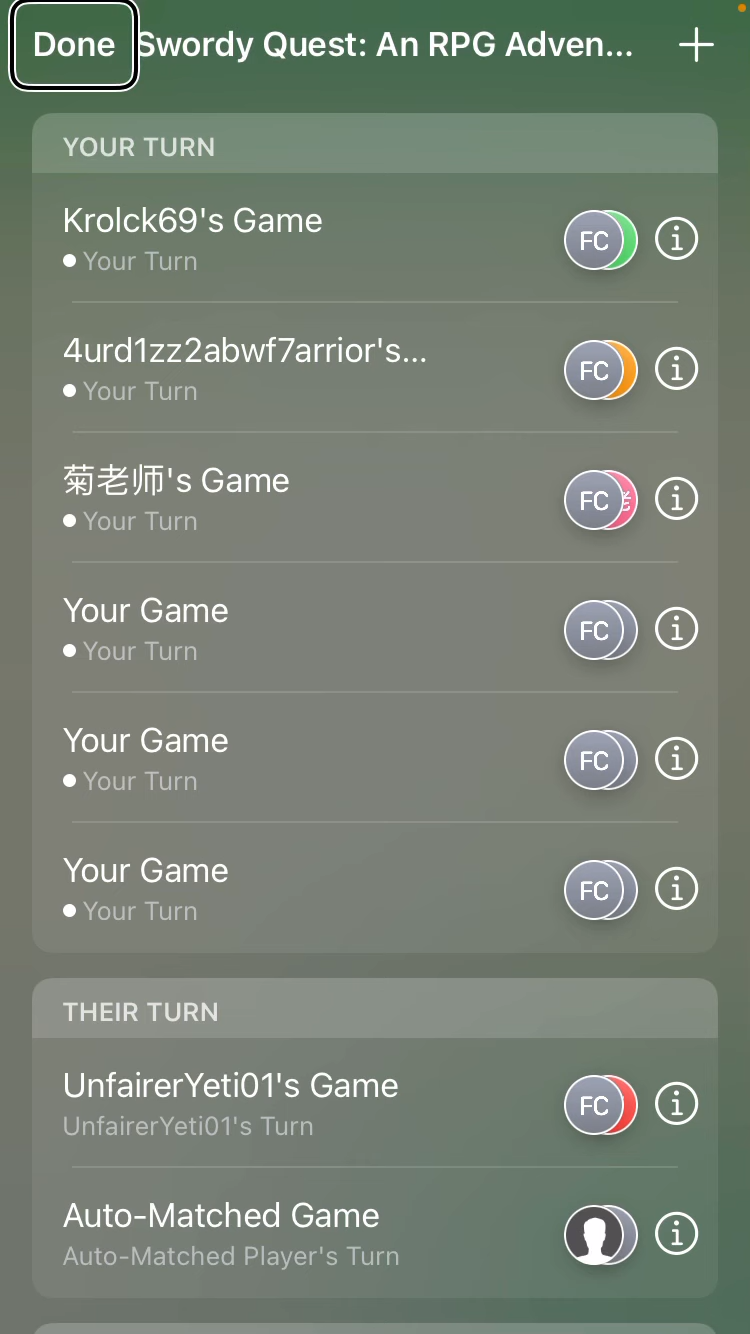 Done Swordy Quest: An RPG Adven...
YOUR TURN
Krolck69's Game
Your Turn
FC
4urd1zz2abwf7arrior's...
Your Turn
FC
菊老师's Game
Your Turn
FC
Your Game
Your Turn
FC
Your Game
Your Turn
FC
Your Game
Your Turn
FC
THEIR TURN
UnfairerYeti01's Game
UnfairerYeti01's Turn
FC
Auto-Matched Game
Auto-Matched Player's Turn